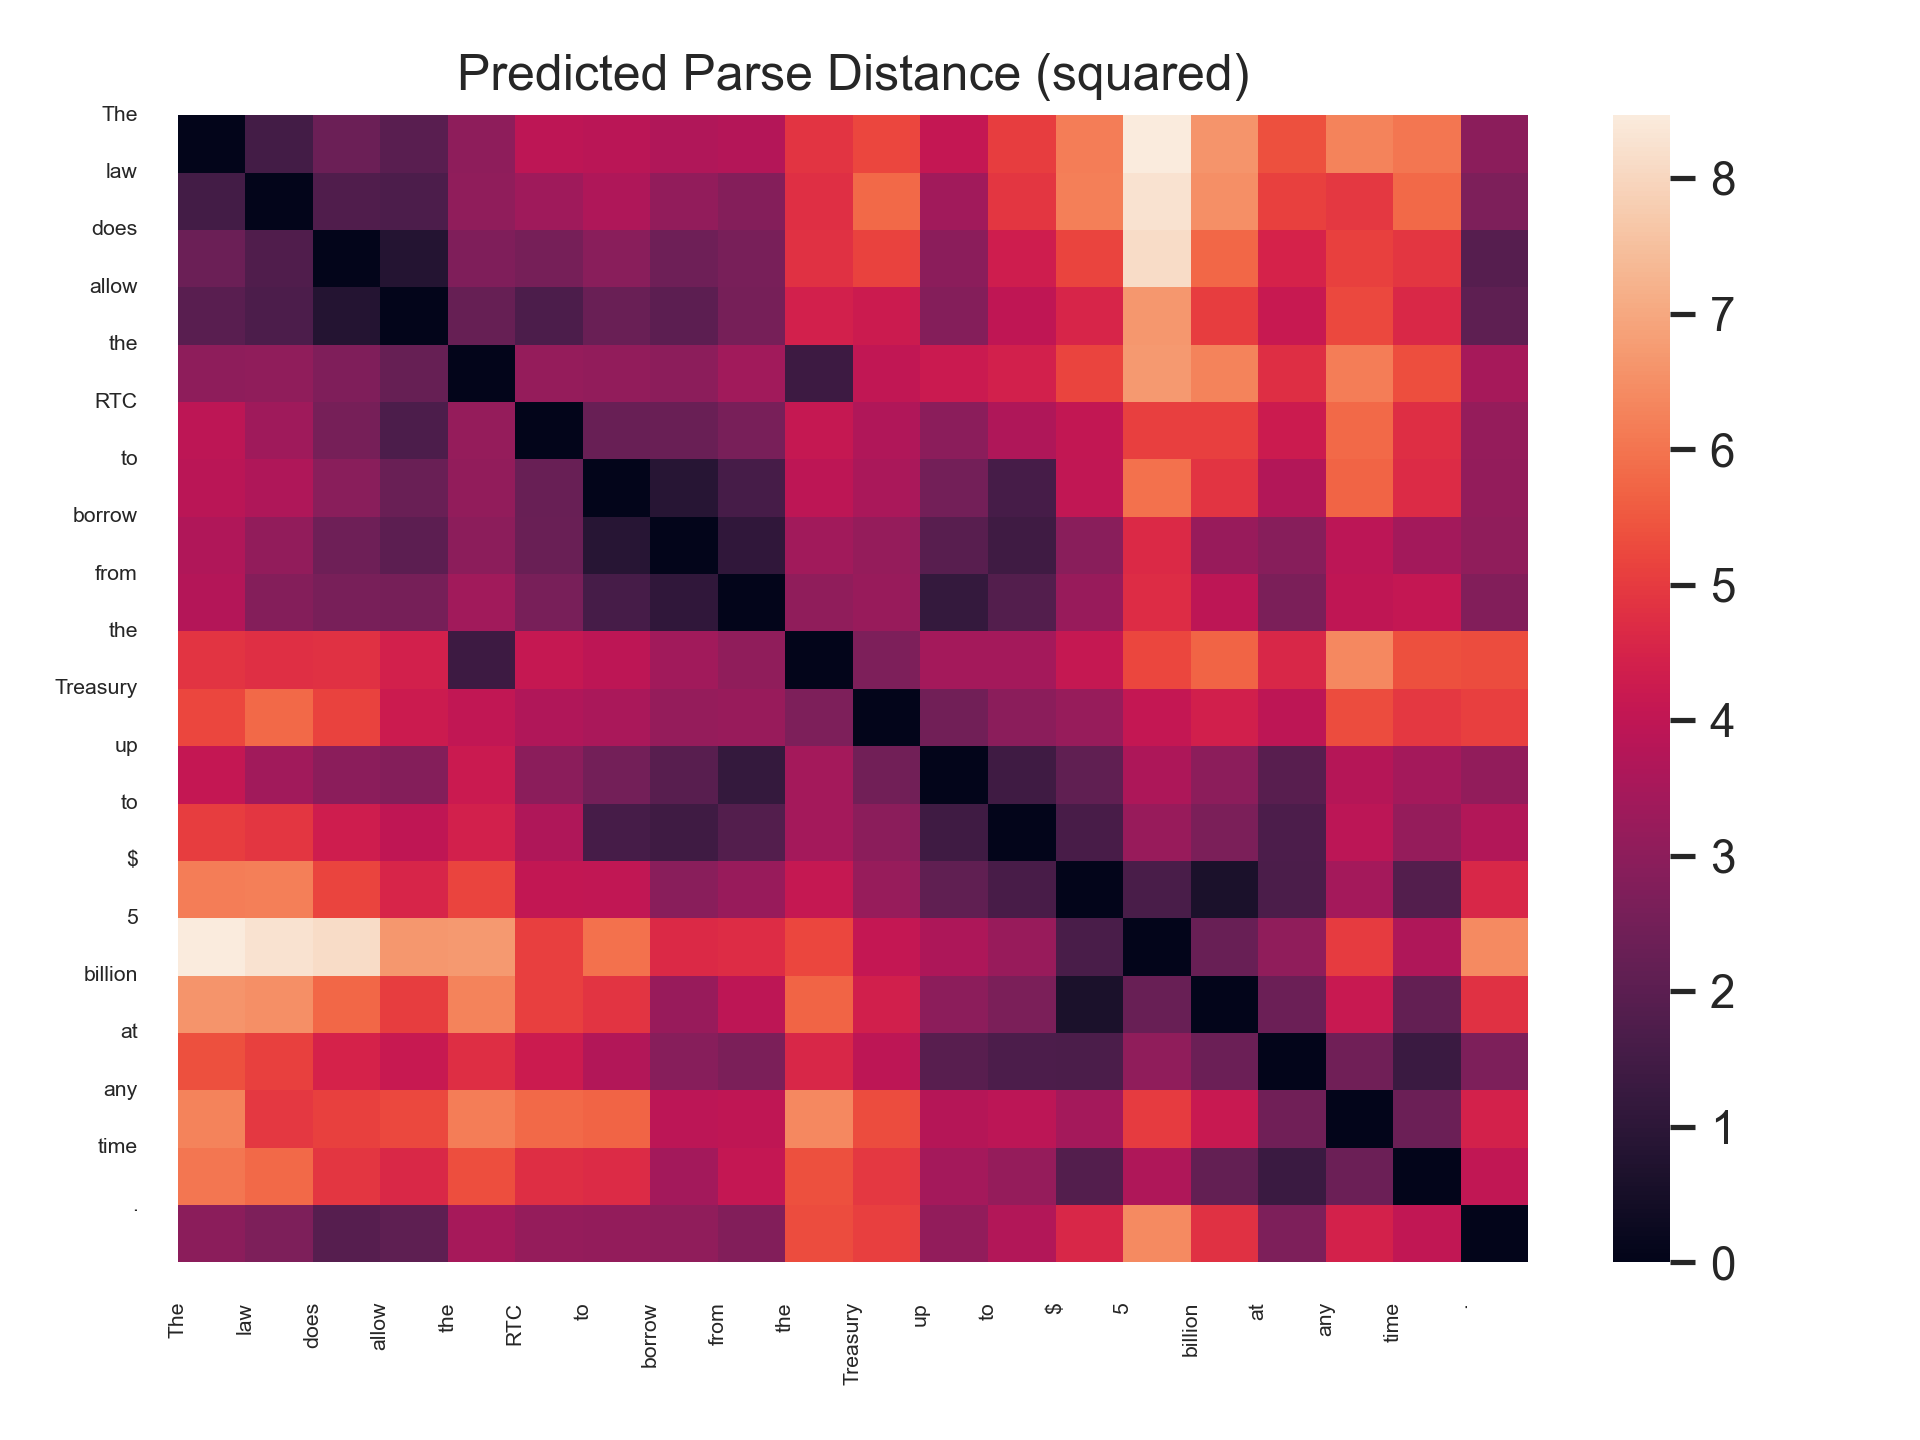 Predicted Parse Distance (squared)
The
law
does
allow
the
RTC
to
borrow
from
the
Treasury
up
to
$
5
billion
at
any
time
.
The
law
does
allow
the
RTC
to
borrow
from
the
Treasury
up
to
$
5
billion
at
any
time
.
8
7
6
5
4
3
2
1
0